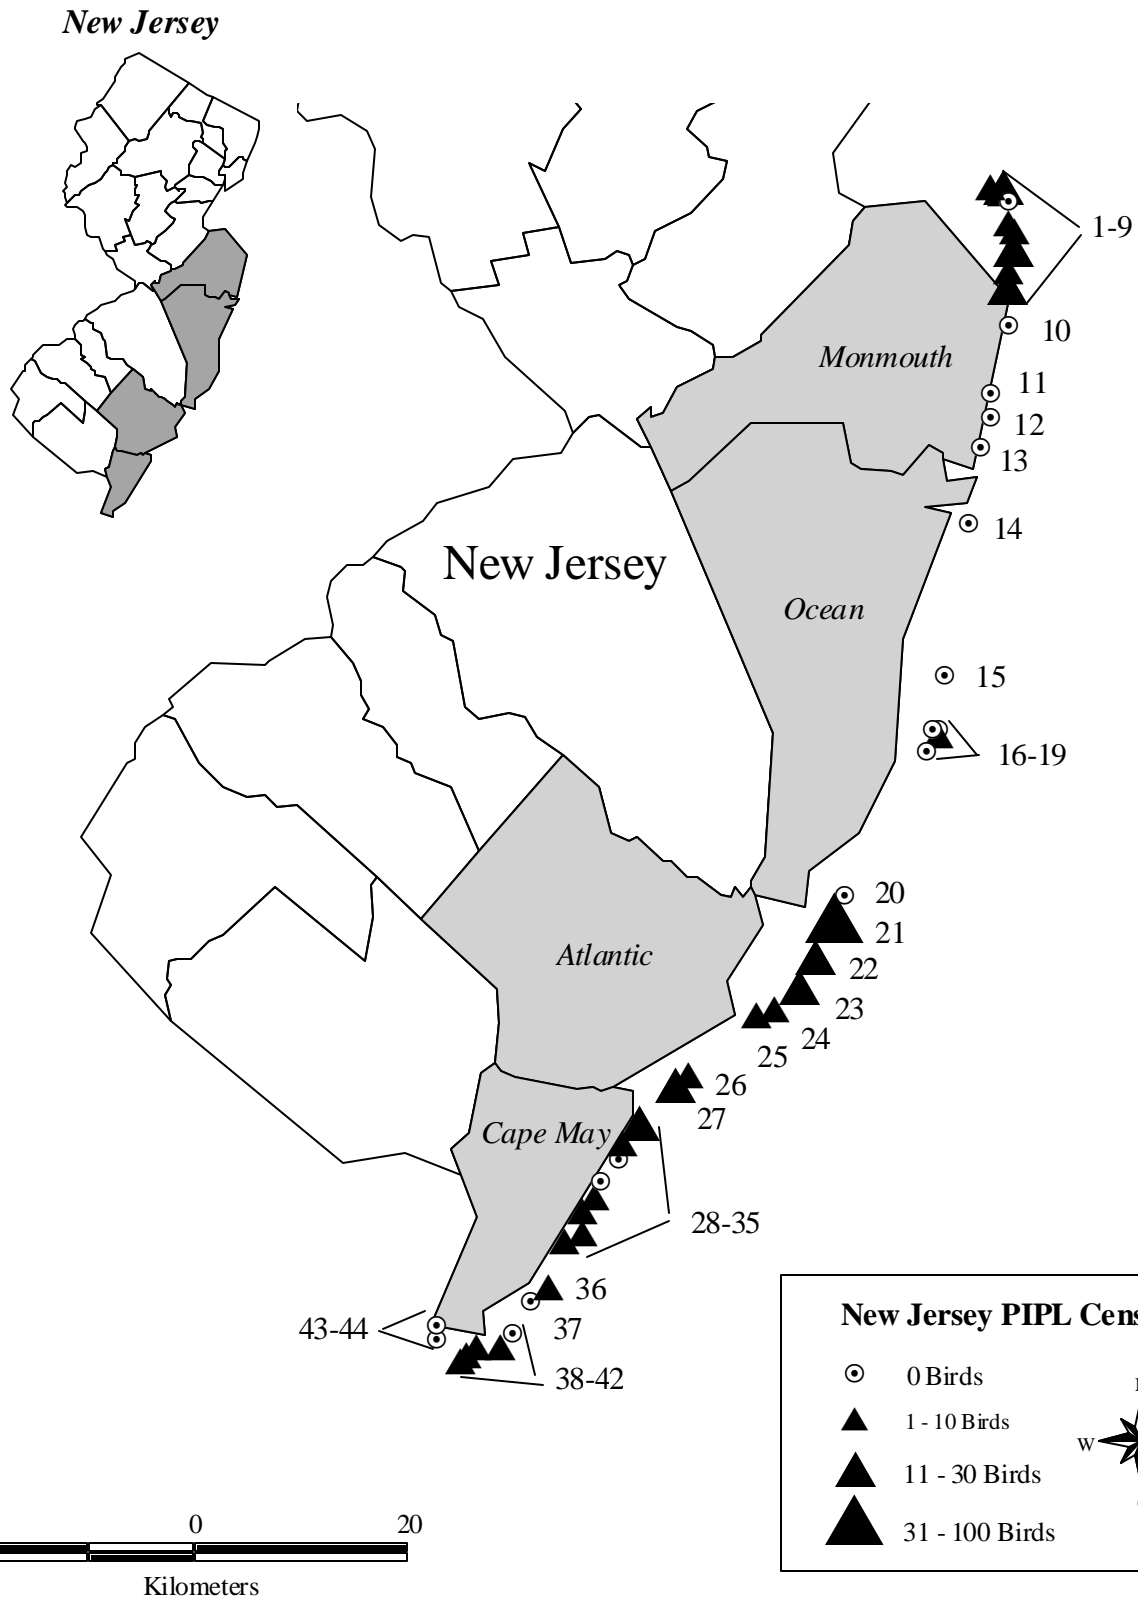 New Jersey
1-9
10
Monmouth
11
12
13
14
New Jersey
Ocean
15
16-19
20
21
Atlantic
22
23
24
25
26
27
Cape May
28-35
36
37
43-44
38-42
New Jersey PIPL Cens
0 Birds
1 - 10 Birds
W
11 - 30 Birds
31 - 100 Birds
0 20
Kilometers